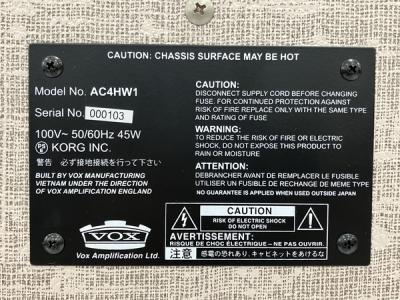 CAUTION: CHASSIS SURFACE MAY BE HOT
Model No. AC4HW1
Serial No. 000103
100V~ 50/60Hz 45W
KORG INC.
警告 必ず接地接続を行って下さい
BUILT BY VOX MANUFACTURING
VIETNAM UNDER THE DIRECTION
OF VOX AMPLIFICATION ENGLAND
VOX
Vox Amplification Ltd.
CAUTION:
DISCONNECT SUPPLY CORD BEFORE CHANGING
FUSE. FOR CONTINUED PROTECTION AGAINST
RISK OF FIRE REPLACE ONLY WITH THE SAME TYPE
AND RATING OF FUSE
WARNING:
TO REDUCE THE RISK OF FIRE OR ELECTRIC
SHOCK, DO NOT EXPOSE THIS PRODUCT TO
RAIN OR MOISTURE
ATTENTION:
DEBRANCHER AVANT DE REMPLACER LE FUSIBLE
UTILISER UN FUSIBLE DE RECHANGE DE MEME TYPE
NO GUARANTEE IS APPLIED WHEN USED OUTSIDE JAPAN
CAUTION
RISK OF ELECTRIC SHOCK
DO NOT OPEN
AVERTISSEMENT:
RISQUE DE CHOC ÉLECTRIQUE–NE PAS OUVRIR
注意 感電の恐れあり、キャビネットをあけるな